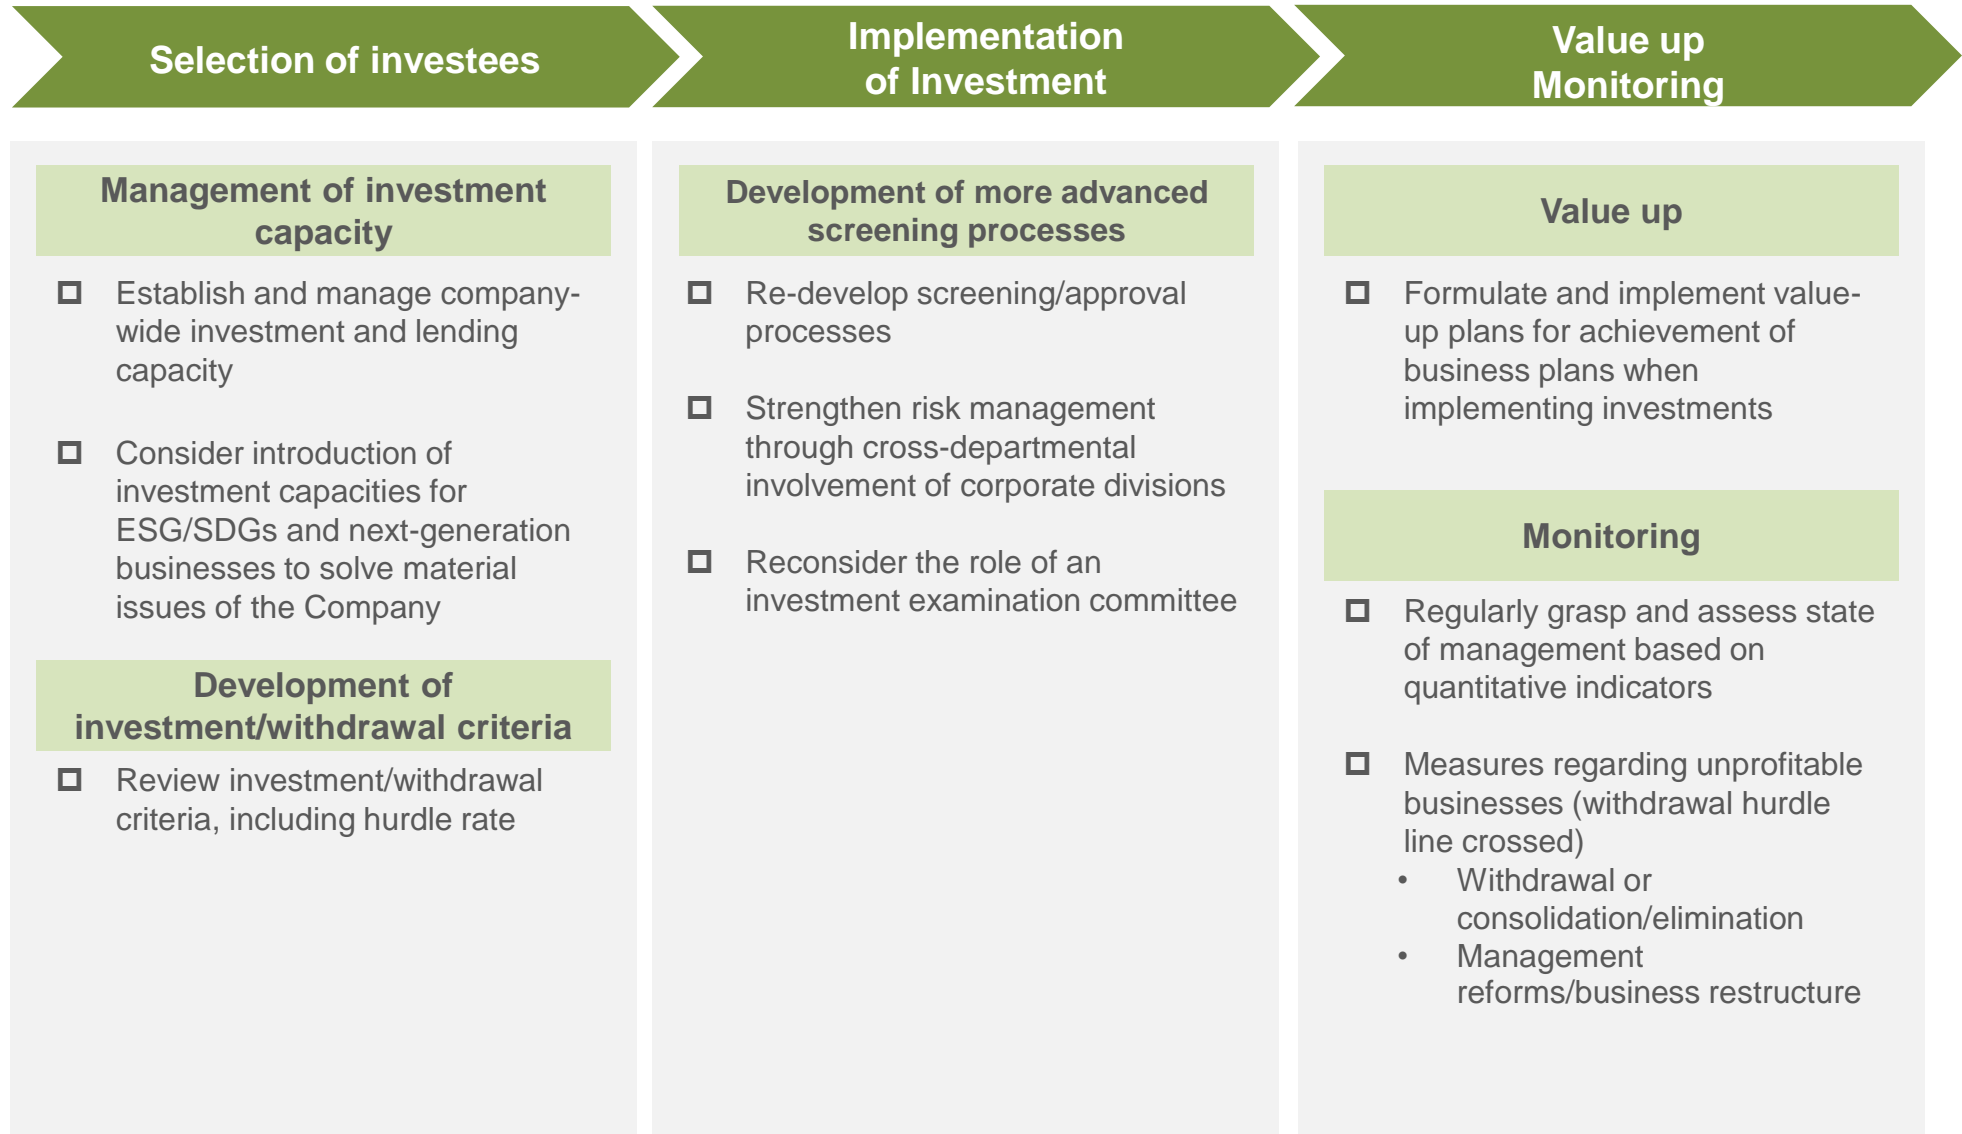 Selection of investees
Implementation
of Investment
Value up
Monitoring
Management of investment
capacity
Establish and manage company-
wide investment and lending
capacity
Consider introduction of
investment capacities for
ESG/SDGs and next-generation
businesses to solve material
issues of the Company
Development of
investment/withdrawal criteria
Review investment/withdrawal
criteria, including hurdle rate
Development of more advanced
screening processes
Re-develop screening/approval
processes
Strengthen risk management
through cross-departmental
involvement of corporate divisions
Reconsider the role of an
investment examination committee
Value up
Formulate and implement value-
up plans for achievement of
business plans when
implementing investments
Monitoring
Regularly grasp and assess state
of management based on
quantitative indicators
Measures regarding unprofitable
businesses (withdrawal hurdle
line crossed)
• Withdrawal or
consolidation/elimination
• Management
reforms/business restructure